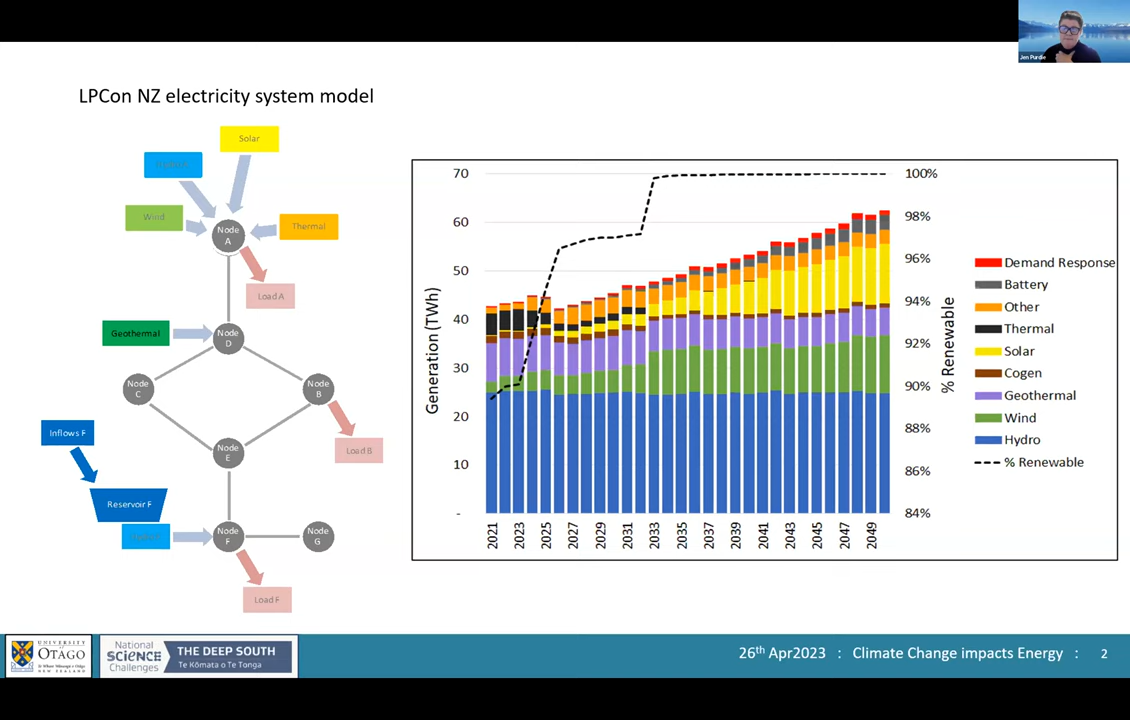 Jen Purdie
LPCon NZ electricity system model
Solar
Wind
Thermal
Node
A
Load A
Geothermal
Node
D
Node
C
Node
B
Inflows F
Load B
Node
E
Reservoir F
Node
F
Node
G
Load F
70
60
50
40
30
20
10
-
Generation (TWh)
100%
98%
96%
94%
92%
90%
88%
86%
84%
% Renewable
2021
2023
2025
2027
2029
2031
2033
2035
2037
2039
2041
2043
2045
2047
2049
Demand Response
Battery
Other
Thermal
Solar
Cogen
Geothermal
Wind
Hydro
% Renewable
UNIVERSITY
of
OTAGO
NEW ZEALAND
National
SCiENCE
Challenges
THE DEEP SOUTH
Te Kōmata o Te Tonga
26th Apr2023 : Climate Change impacts Energy : 2